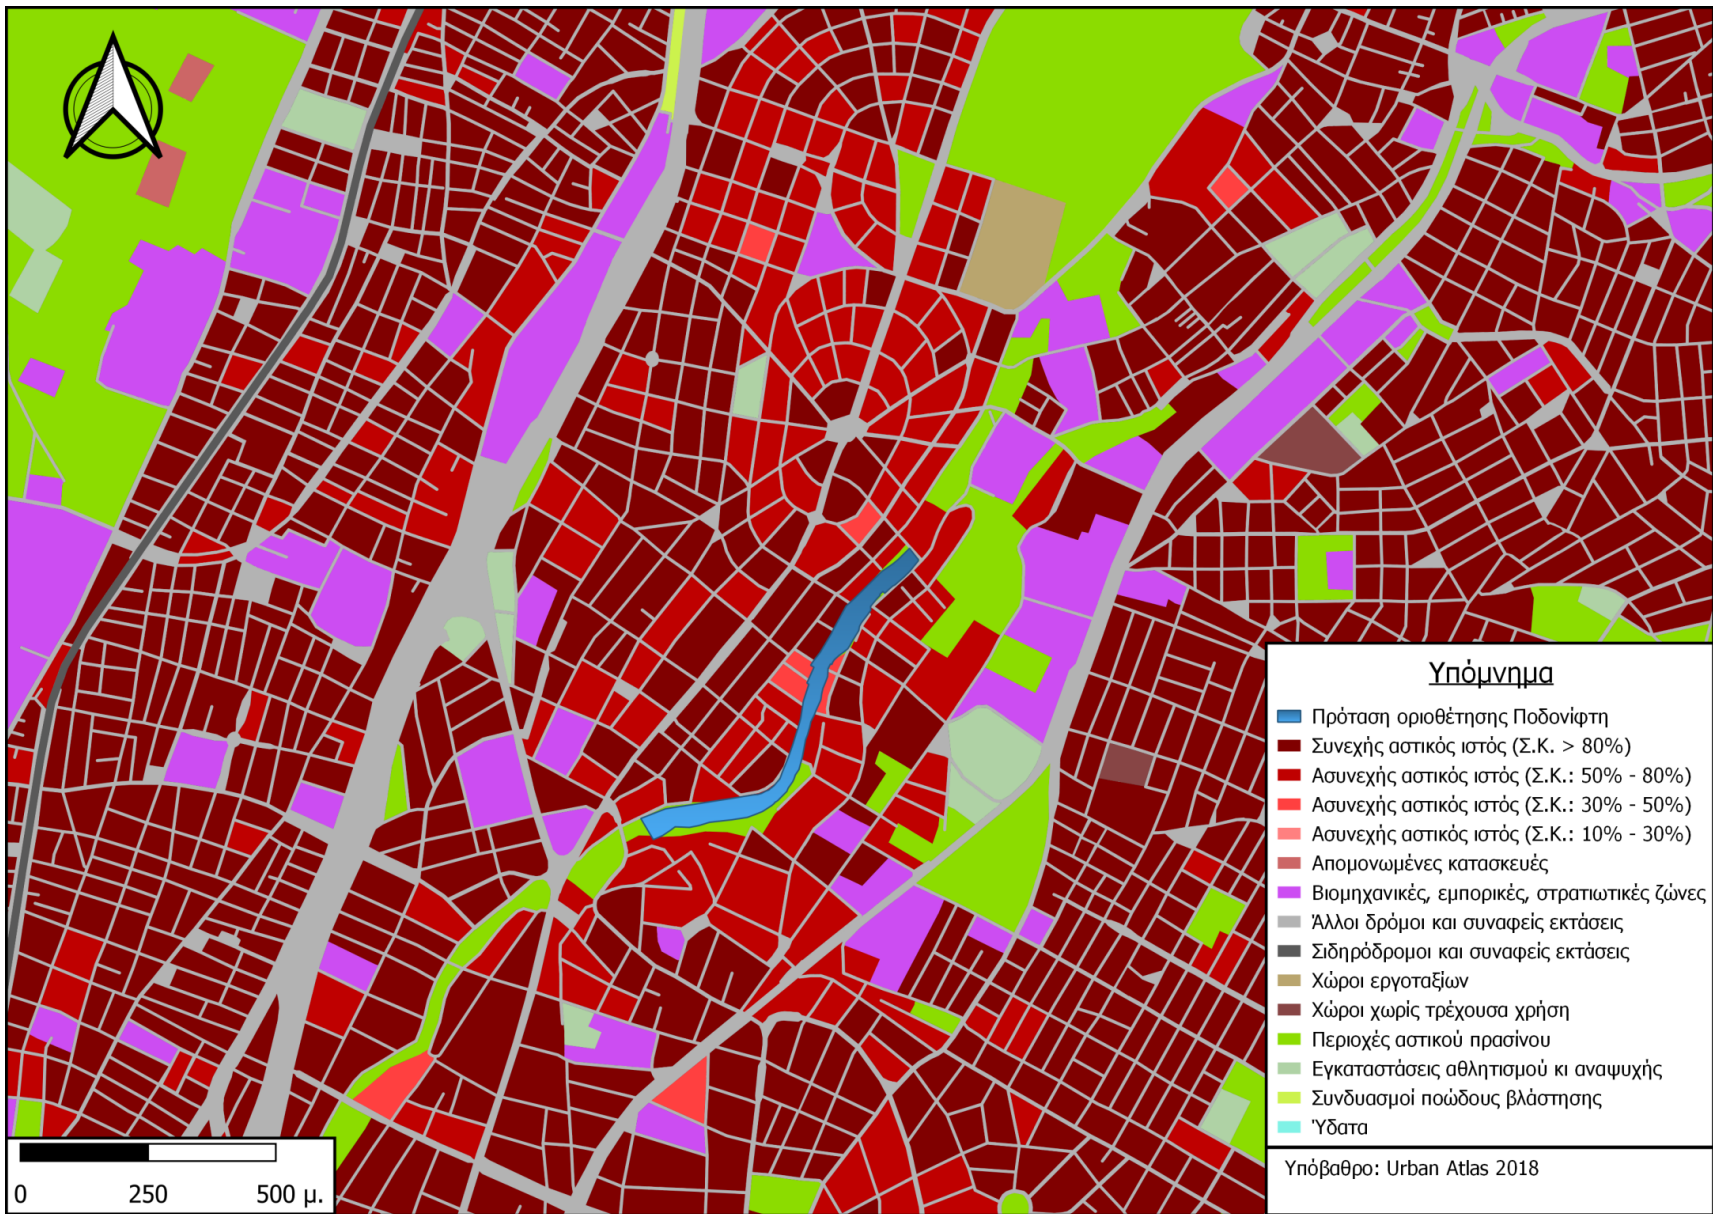 Υπόμνημα
Πρόταση οριοθέτησης Ποδονίφτη
Συνεχής αστικός ιστός (Σ.Κ. > 80%)
Ασυνεχής αστικός ιστός (Σ.Κ.: 50% - 80%)
Ασυνεχής αστικός ιστός (Σ.Κ.: 30% - 50%)
Ασυνεχής αστικός ιστός (Σ.Κ.: 10% - 30%)
Απομονωμένες κατασκευές
Βιομηχανικές, εμπορικές, στρατιωτικές ζώνες
Άλλοι δρόμοι και συναφείς εκτάσεις
Σιδηρόδρομοι και συναφείς εκτάσεις
Χώροι εργοταξίων
Χώροι χωρίς τρέχουσα χρήση
Περιοχές αστικού πρασίνου
Εγκαταστάσεις αθλητισμού κι αναψυχής
Συνδυασμοί ποώδους βλάστησης
Ύδατα
Υπόβαθρο: Urban Atlas 2018
0 250 500 μ.